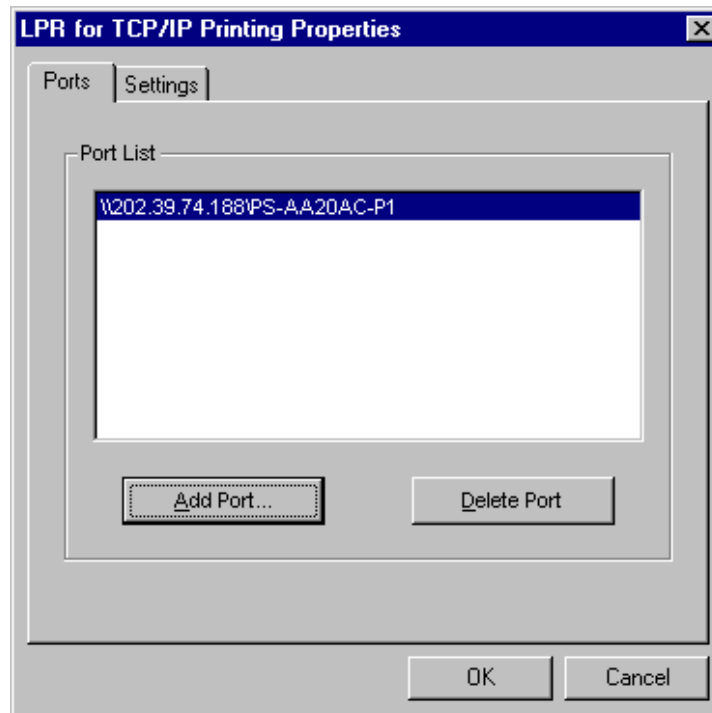 LPR for TCP/IP Printing Properties
Ports
Settings
Port List
\\202.39.74.188\PS-AA20AC-P1
Add Port...
Delete Port
OK
Cancel